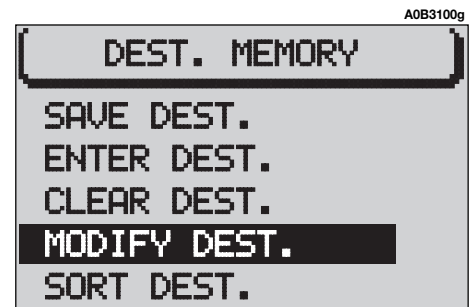 A0B3100g
DEST. MEMORY
SAVE DEST.
ENTER DEST.
CLEAR DEST.
MODIFY DEST.
SORT DEST.